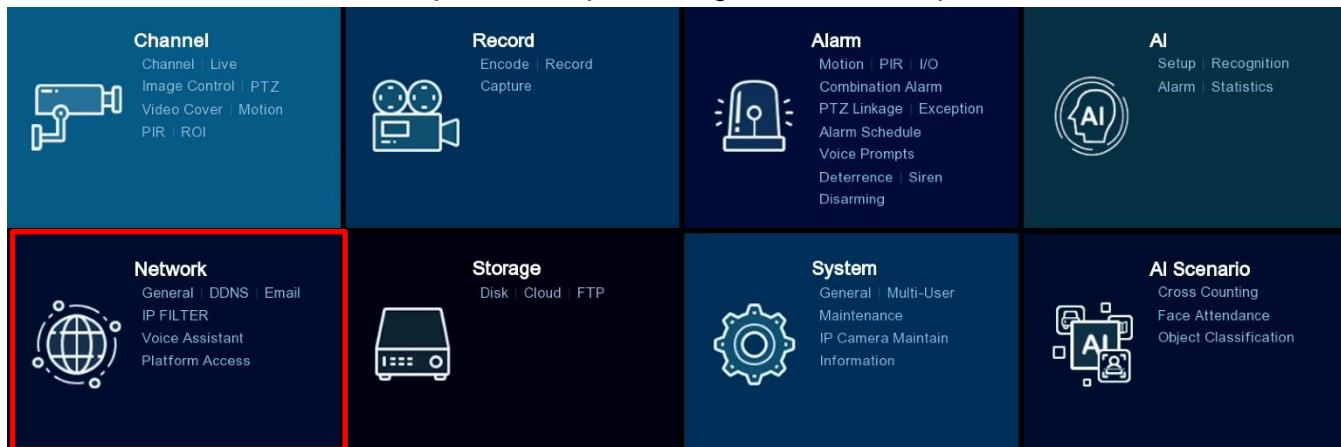 Channel
Channel | Live
Image Control | PTZ
Video Cover | Motion
PIR | ROI
Record
Encode | Record
Capture
Alarm
Motion | PIR | I/O
Combination Alarm
PTZ Linkage | Exception
Alarm Schedule
Voice Prompts
Deterrence | Siren
Disarming
AI
Setup | Recognition
Alarm | Statistics
AI
Network
General | DDNS | Email
IP FILTER
Voice Assistant
Platform Access
Storage
Disk | Cloud | FTP
System
General | Multi-User
Maintenance
IP Camera Maintain
Information
AI Scenario
Cross Counting
Face Attendance
Object Classification
AI